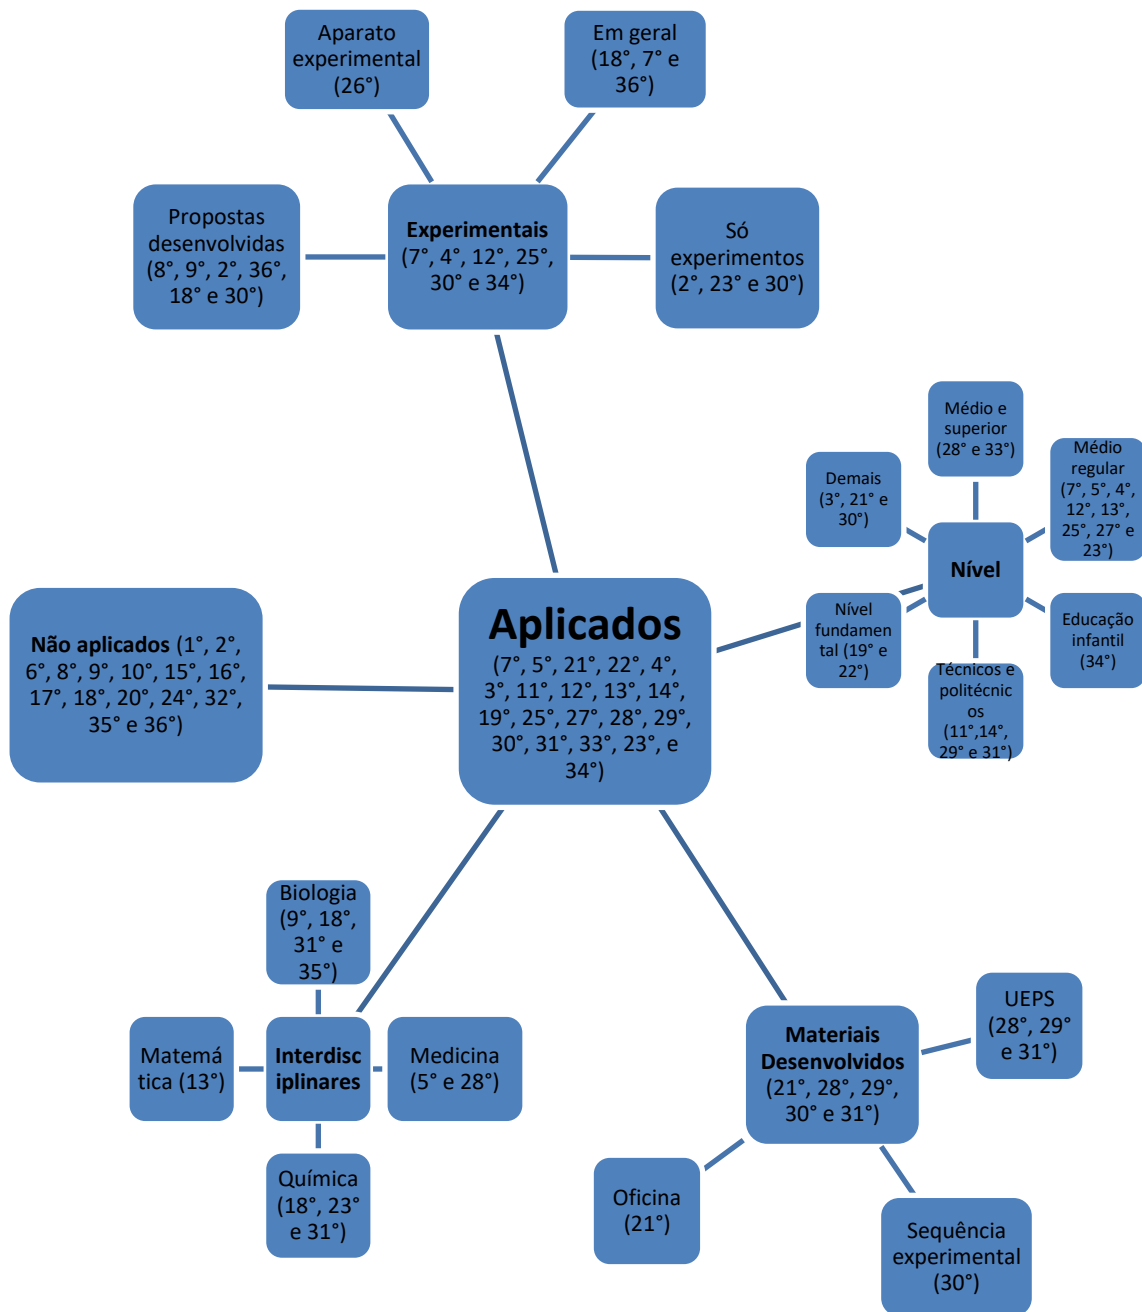 Aparato
experimental
(26°)
Em geral
(18°, 7° e
36°)
Propostas
desenvolvidas
(8°, 9°, 2°, 36°,
18° e 30°)
Experimentais
(7°, 4°, 12°, 25°,
30° e 34°)
Só
experimentos
(2°, 23° e 30°)
Médio e
superior
(28° e 33°)
Médio
regular
(7°, 5°, 4°,
12°, 13°,
25°, 27° e
23°)
Demais
(3°, 21° e
30°)
Nível
Nível
fundamen
tal (19° e
22°)
Educação
infantil
(34°)
Técnicos e
politécnic
os
(11°,14°,
29° e 31°)
Aplicados
(7°, 5°, 21°, 22°, 4°,
3°, 11°, 12°, 13°, 14°,
19°, 25°, 27°, 28°, 29°,
30°, 31°, 33°, 23°, e
34°)
Não aplicados (1°, 2°,
6°, 8°, 9°, 10°, 15°, 16°,
17°, 18°, 20°, 24°, 32°,
35° e 36°)
Biologia
(9°, 18°,
31° e
35°)
Matemá
tica (13°)
Interdisc
iplinares
Medicina
(5° e 28°)
Química
(18°, 23°
e 31°)
UEPS
(28°, 29°
e 31°)
Materiais
Desenvolvidos
(21°, 28°, 29°,
30° e 31°)
Oficina
(21°)
Sequência
experimental
(30°)